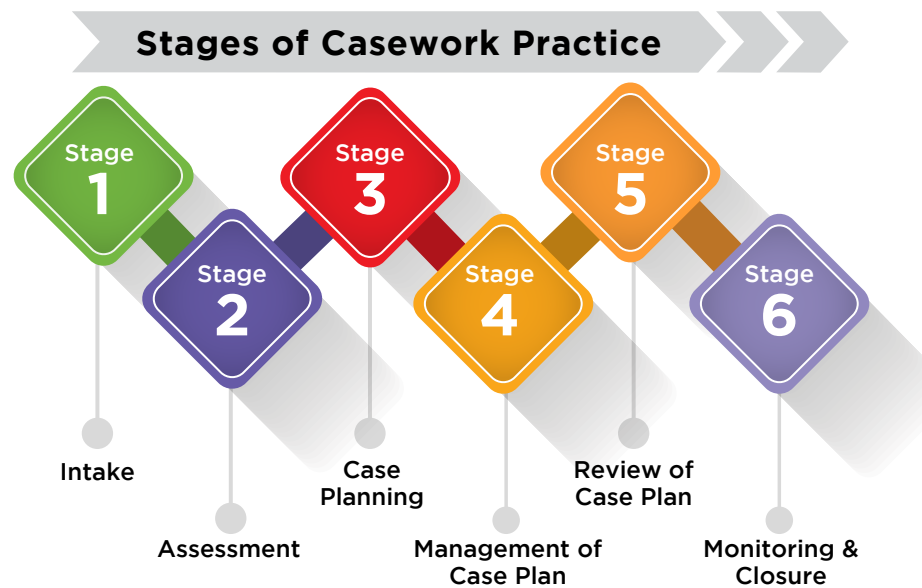 Stages of Casework Practice
Stage
1
Stage
2
Stage
3
Stage
4
Stage
5
Stage
6
Intake
Assessment
Case
Planning
Management of
Case Plan
Review of
Case Plan
Monitoring &
Closure